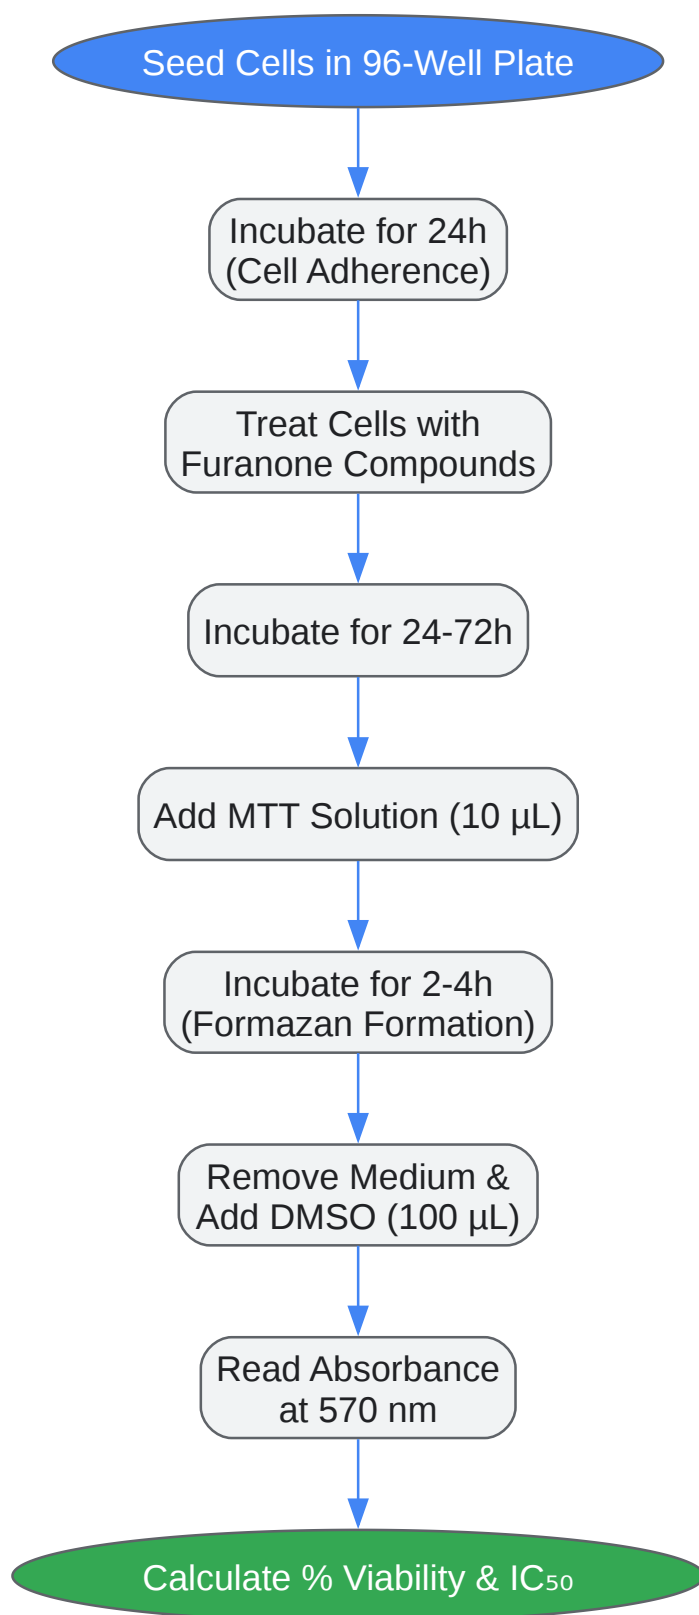 Seed Cells in 96-Well Plate
Incubate for 24h
(Cell Adherence)
Treat Cells with
Furanone Compounds
Incubate for 24-72h
Add MTT Solution (10 µL)
Incubate for 2-4h
(Formazan Formation)
Remove Medium &
Add DMSO (100 µL)
Read Absorbance
at 570 nm
Calculate % Viability & IC₅₀